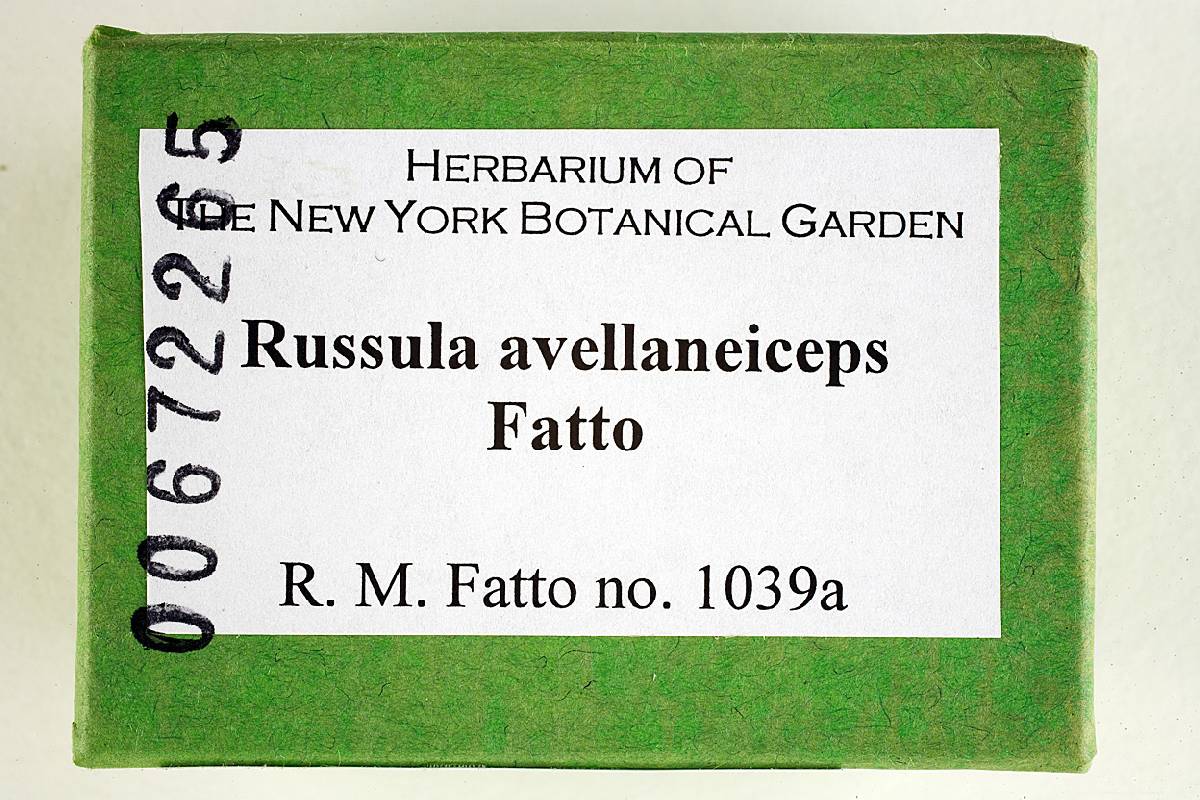 HERBARIUM OF
THE NEW YORK BOTANICAL GARDEN
Russula avellaneiceps
Fatto
R. M. Fatto no. 1039a
00672265